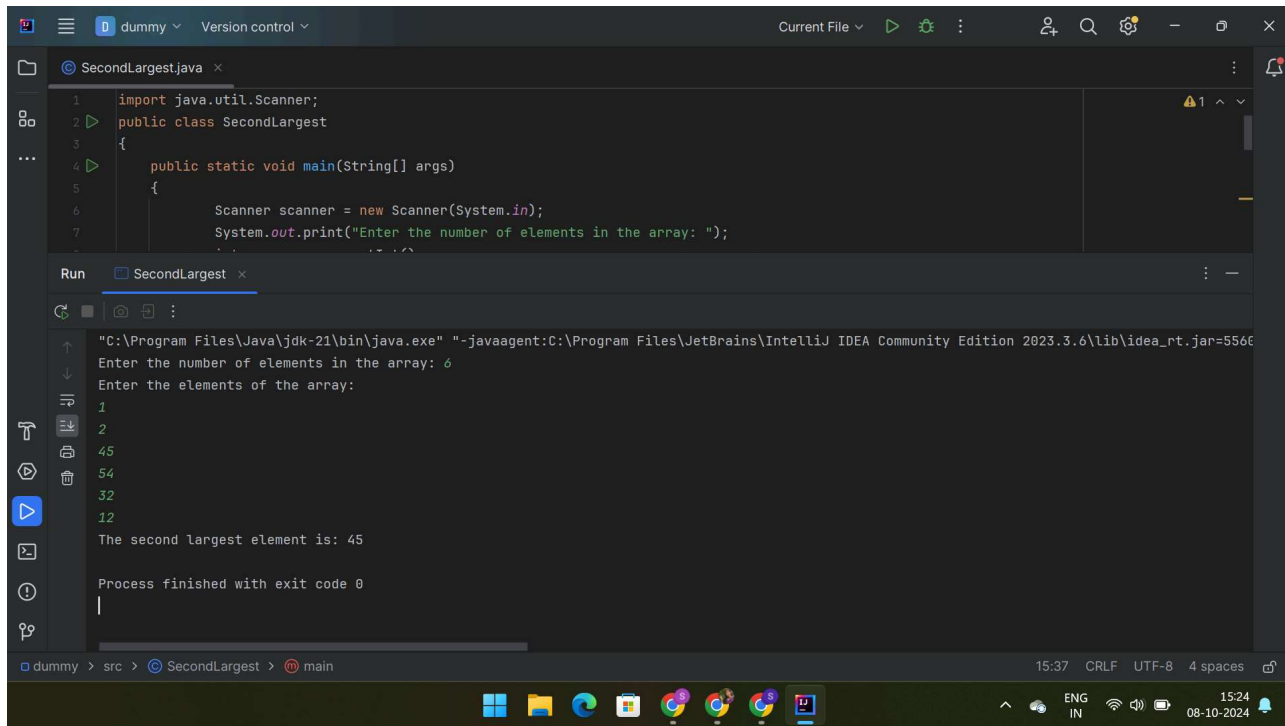 D dummy Version control Current File
SecondLargest.java
1 import java.util.Scanner; 1
2 public class SecondLargest
3 {
4 public static void main(String[] args)
5 {
6 Scanner scanner = new Scanner(System.in);
7 System.out.print("Enter the number of elements in the array: ");
Run SecondLargest
"C:\Program Files\Java\jdk-21\bin\java.exe" "-javaagent:C:\Program Files\JetBrains\IntelliJ IDEA Community Edition 2023.3.6\lib\idea_rt.jar=5560
Enter the number of elements in the array: 6
Enter the elements of the array:
1
2
45
54
32
12
The second largest element is: 45
Process finished with exit code 0
dummy > src > SecondLargest > main 15:37 CRLF UTF-8 4 spaces
ENG 15:24
IN 08-10-2024